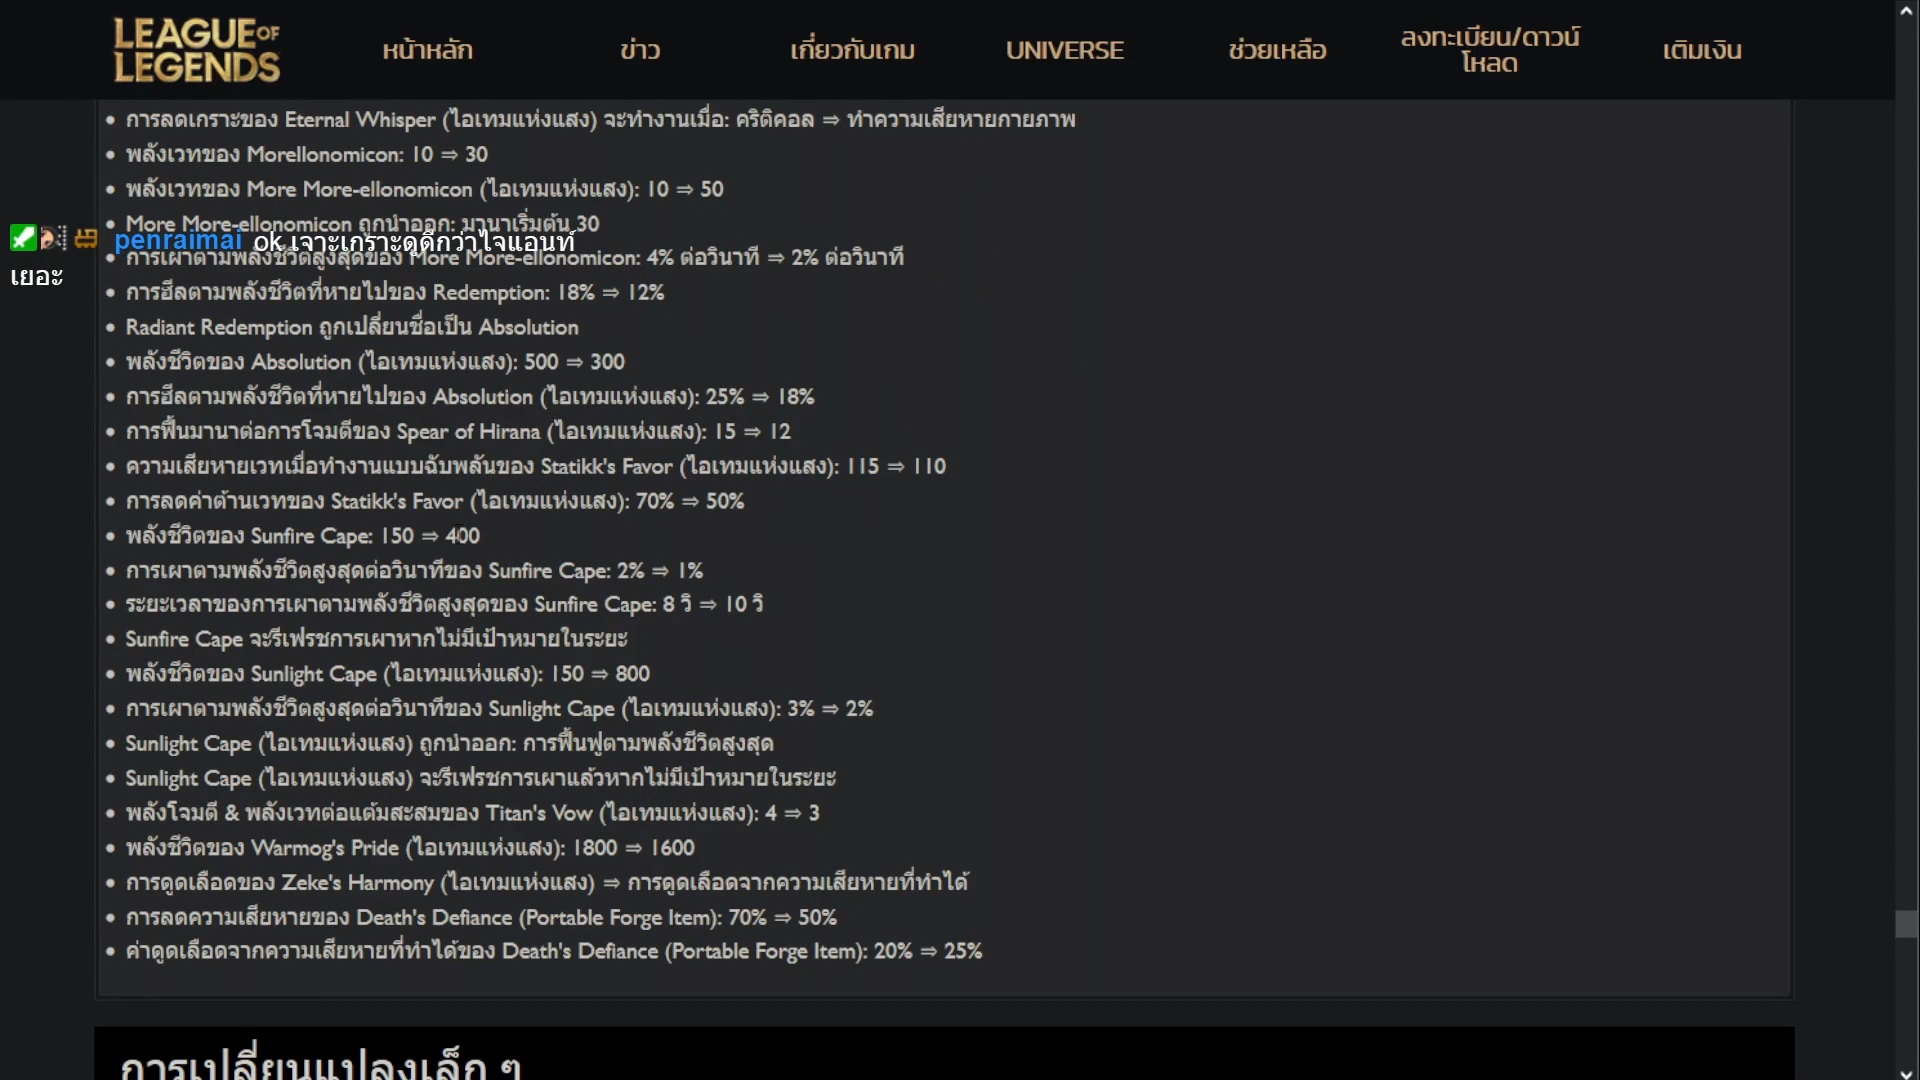 LEAGUE OF
LEGENDS
หน้าหลัก
ข่าว
เกี่ยวกับเกม
UNIVERSE
ช่วยเหลือ
ลงทะเบียน/ดาวน์
โหลด
เติมเงิน
การลดเกราะของ Eternal Whisper (ไอเทมแห่งแสง) จะทำงานเมื่อ: คริติคอล ⇒ ทำความเสียหายกายภาพ
พลังเวทของ Morellonomicon: 10 ⇒ 30
พลังเวทของ More More-ellonomicon (ไอเทมแห่งแสง): 10 ⇒ 50
More More-ellonomicon ถูกนำออก: มานาเริ่มต้น 30
penraimai ok เจาะเกราะดูดีกว่าไจแอนท์
เยอะ
การเผาตามพลังชีวิตสูงสุดของ More More-ellonomicon: 4% ต่อวินาที ⇒ 2% ต่อวินาที
การฮีลตามพลังชีวิตที่หายไปของ Redemption: 18% ⇒ 12%
Radiant Redemption ถูกเปลี่ยนชื่อเป็น Absolution
พลังชีวิตของ Absolution (ไอเทมแห่งแสง): 500 ⇒ 300
การฮีลตามพลังชีวิตที่หายไปของ Absolution (ไอเทมแห่งแสง): 25% ⇒ 18%
การฟื้นมานาต่อการโจมตีของ Spear of Hirana (ไอเทมแห่งแสง): 15 ⇒ 12
ความเสียหายเวทเมื่อทำงานแบบฉับพลันของ Statikk's Favor (ไอเทมแห่งแสง): 115 ⇒ 110
การลดค่าต้านเวทของ Statikk's Favor (ไอเทมแห่งแสง): 70% ⇒ 50%
พลังชีวิตของ Sunfire Cape: 150 ⇒ 400
การเผาตามพลังชีวิตสูงสุดต่อวินาทีของ Sunfire Cape: 2% ⇒ 1%
ระยะเวลาของการเผาตามพลังชีวิตสูงสุดของ Sunfire Cape: 8 วิ ⇒ 10 วิ
Sunfire Cape จะรีเฟรชการเผาหากไม่มีเป้าหมายในระยะ
พลังชีวิตของ Sunlight Cape (ไอเทมแห่งแสง): 150 ⇒ 800
การเผาตามพลังชีวิตสูงสุดต่อวินาทีของ Sunlight Cape (ไอเทมแห่งแสง): 3% ⇒ 2%
Sunlight Cape (ไอเทมแห่งแสง) ถูกนำออก: การฟื้นฟูตามพลังชีวิตสูงสุด
Sunlight Cape (ไอเทมแห่งแสง) จะรีเฟรชการเผาแล้วหากไม่มีเป้าหมายในระยะ
พลังโจมตี & พลังเวทต่อแต้มสะสมของ Titan's Vow (ไอเทมแห่งแสง): 4 ⇒ 3
พลังชีวิตของ Warmog's Pride (ไอเทมแห่งแสง): 1800 ⇒ 1600
การดูดเลือดของ Zeke's Harmony (ไอเทมแห่งแสง) ⇒ การดูดเลือดจากความเสียหายที่ทำได้
การลดความเสียหายของ Death's Defiance (Portable Forge Item): 70% ⇒ 50%
ค่าดูดเลือดจากความเสียหายที่ทำได้ของ Death's Defiance (Portable Forge Item): 20% ⇒ 25%
การเปลี่ยนแปลงเล็ก ๆ